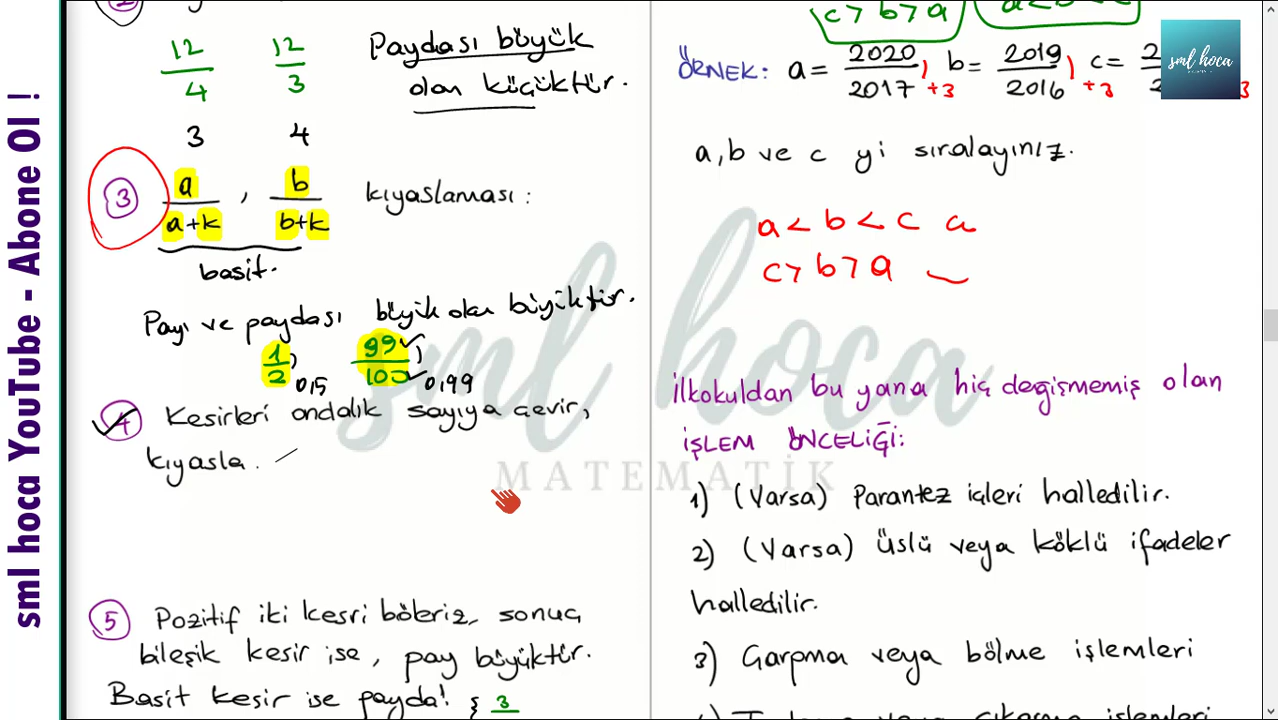 sml hoca YouTube - Abone Ol !
12 12
4 3
3 4
Paydası büyük
olan küçüktür.
3 a , b kıyaslaması:
a+k b+k
basit.
Payı ve paydası büyük olan büyüktür.
1 99
2 0,5 100 0,99
4 Kesirleri ondalık sayıya çevir,
kıyasla.
5 Pozitif iki kesri böleriz, sonuç
bileşik kesir ise, pay büyüktür.
Basit kesir ise payda!
3
c > b > a
ÖRNEK: a = 2020 b = 2019 c =
2017 +3 2016 +3
a, b ve c yi sıralayınız.
a < b < c
c > b > a
İlkokuldan bu yana hiç değişmemiş olan
İŞLEM ÖNCELİĞİ:
1) (Varsa) Parantez içleri halledilir.
2) (Varsa) üslü veya köklü ifadeler
halledilir.
3) Çarpma veya bölme işlemleri
sml hoca
sml hoca
MATEMATİK